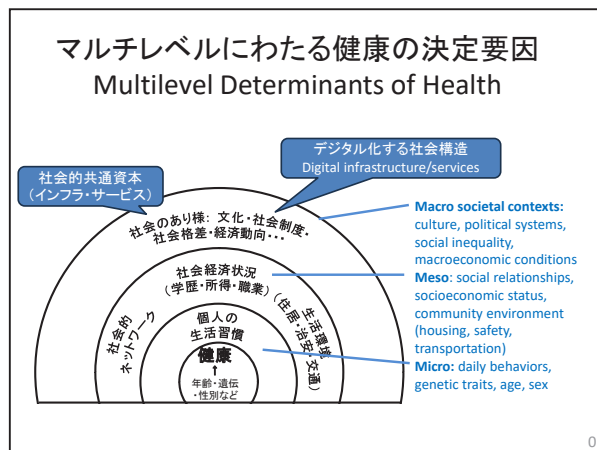 マルチレベルにわたる健康の決定要因
Multilevel Determinants of Health
デジタル化する社会構造
Digital infrastructure/services
社会的共通資本
(インフラ・サービス)
社会のあり様: 文化・社会制度・
社会格差・経済動向・・・
社会経済状況
(学歴・所得・職業)
社会的
ネットワーク
生活環境
(住居・治安・交通)
個人の
生活習慣
健康
↑
年齢・遺伝
・性別など
Macro societal contexts:
culture, political systems,
social inequality,
macroeconomic conditions
Meso: social relationships,
socioeconomic status,
community environment
(housing, safety,
transportation)
Micro: daily behaviors,
genetic traits, age, sex
0